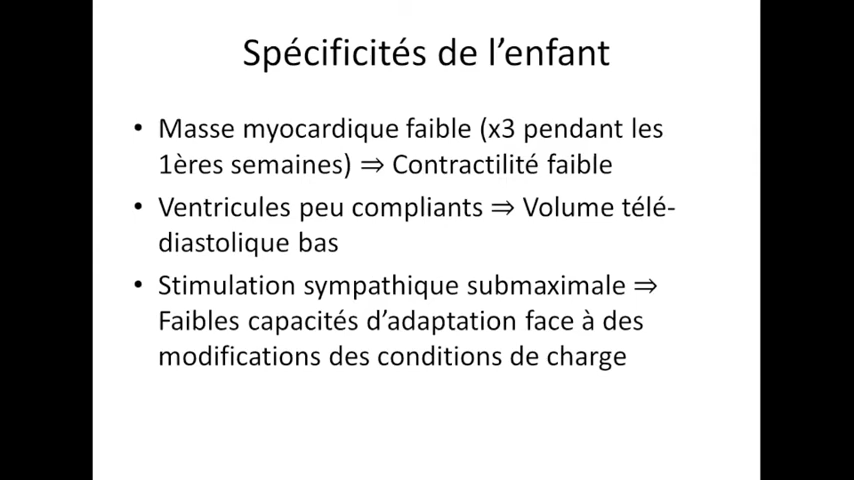 Spécificités de l'enfant
• Masse myocardique faible (x3 pendant les
1ères semaines) ⇒ Contractilité faible
• Ventricules peu compliants ⇒ Volume télé-
diastolique bas
• Stimulation sympathique submaximale ⇒
Faibles capacités d'adaptation face à des
modifications des conditions de charge